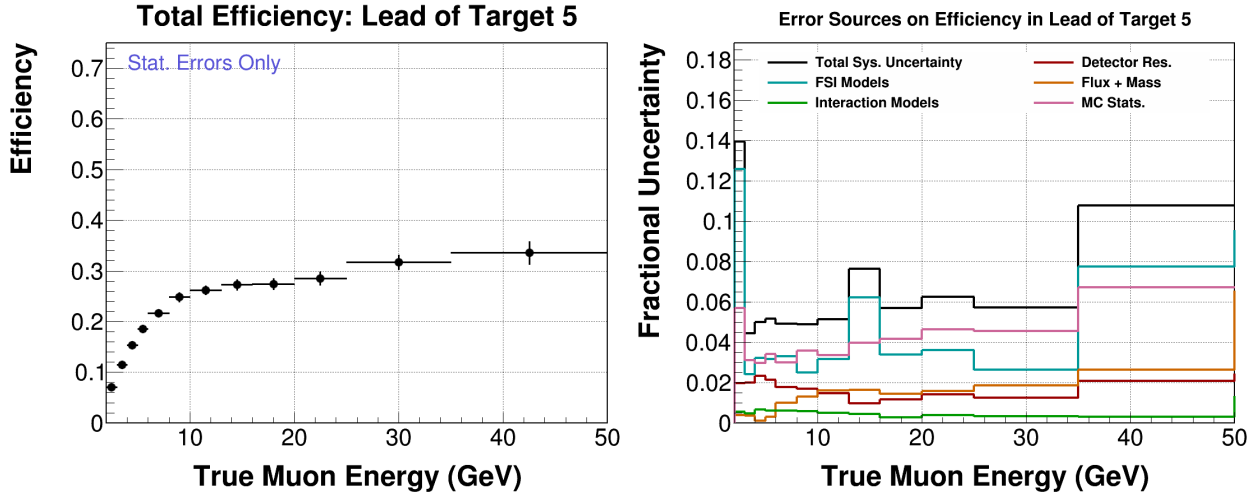 Total Efficiency: Lead of Target 5
Efficiency
Stat. Errors Only
0.7
0.6
0.5
0.4
0.3
0.2
0.1
0
10
20
30
40
50
True Muon Energy (GeV)
Error Sources on Efficiency in Lead of Target 5
Fractional Uncertainty
Total Sys. Uncertainty
FSI Models
Interaction Models
Detector Res.
Flux + Mass
MC Stats.
0.18
0.16
0.14
0.12
0.1
0.08
0.06
0.04
0.02
0
10
20
30
40
50
True Muon Energy (GeV)